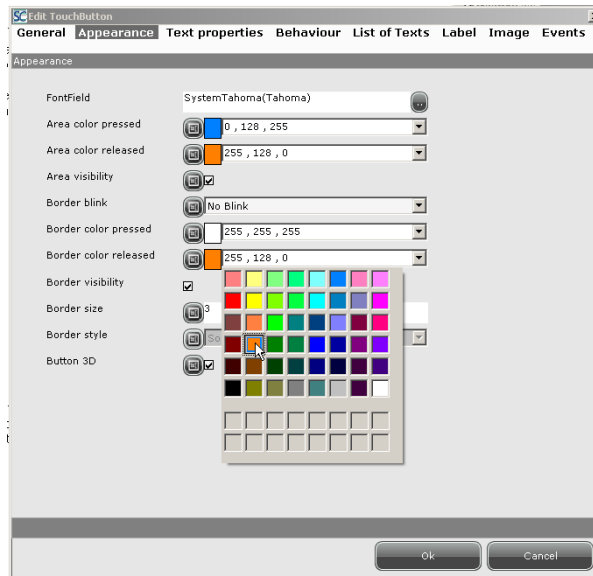 SC Edit TouchButton
General Appearance Text properties Behaviour List of Texts Label Image Events
Appearance
FontField SystemTahoma(Tahoma) ..
Area color pressed 0 , 128 , 255
Area color released 255 , 128 , 0
Area visibility
Border blink No Blink
Border color pressed 255 , 255 , 255
Border color released 255 , 128 , 0
Border visibility
Border size 3
Border style So
Button 3D
Ok Cancel